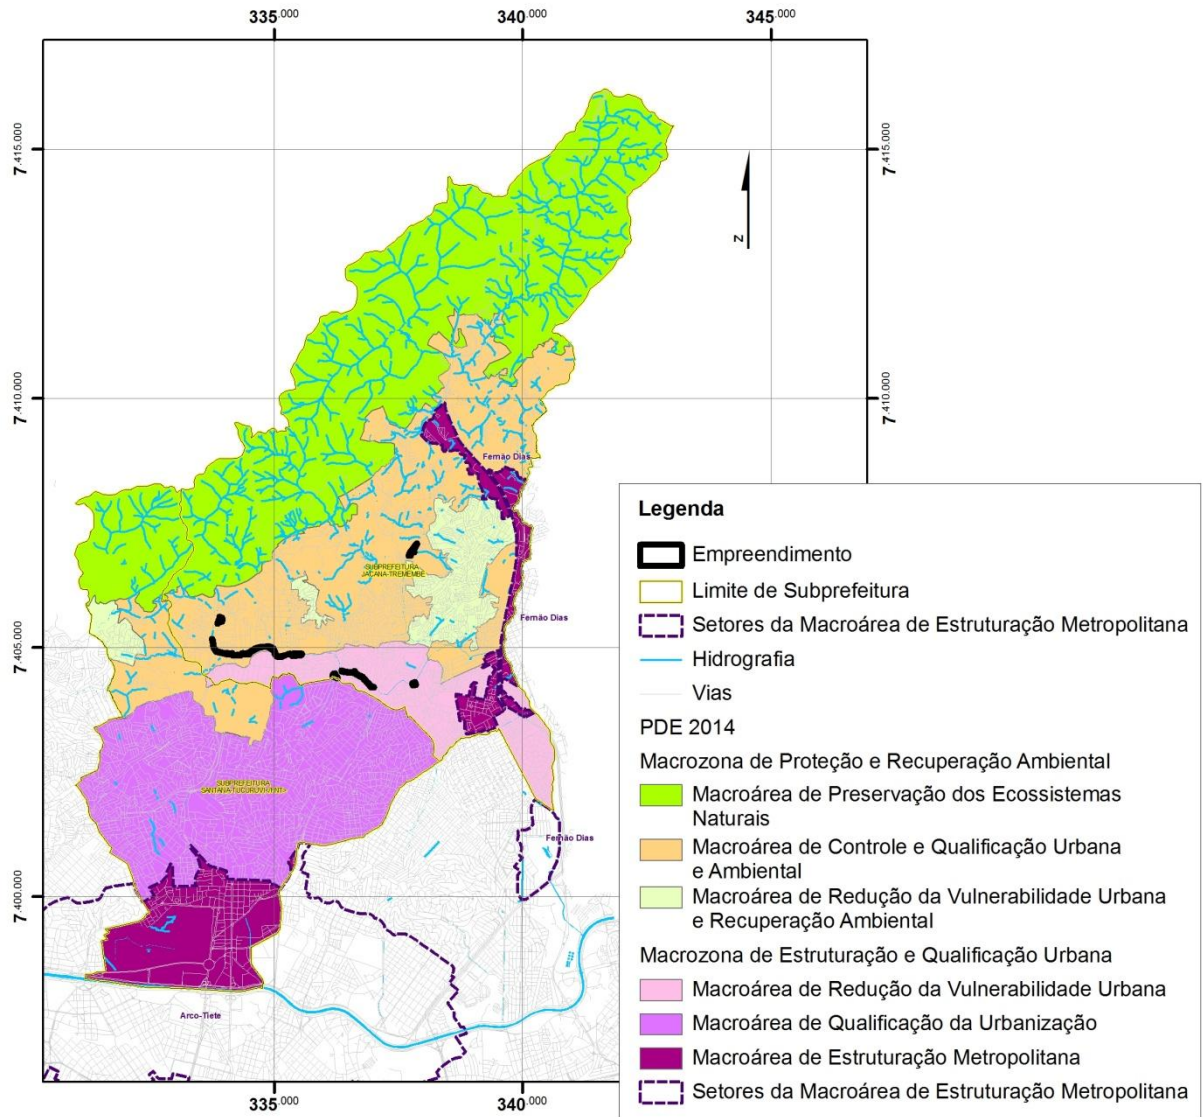 335.000
340.000
345.000
7.415.000
7.415.000
N
7.410.000
7.410.000
Fernão Dias
Legenda
Empreendimento
SUBPREFEITURA
JAÇANÃ-TREMEMBÉ
Limite de Subprefeitura
Fernão Dias
Setores da Macroárea de Estruturação Metropolitana
7.405.000
Hidrografia
Vias
PDE 2014
Macrozona de Proteção e Recuperação Ambiental
SUBPREFEITURA
Macroárea de Preservação dos Ecossistemas
Naturais
Fernão Dias
Macroárea de Controle e Qualificação Urbana
e Ambiental
7.400.000
Macroárea de Redução da Vulnerabilidade Urbana
e Recuperação Ambiental
Macrozona de Estruturação e Qualificação Urbana
Macroárea de Redução da Vulnerabilidade Urbana
Arco-Tiete
Macroárea de Qualificação da Urbanização
Macroárea de Estruturação Metropolitana
Setores da Macroárea de Estruturação Metropolitana
335.000
340.000